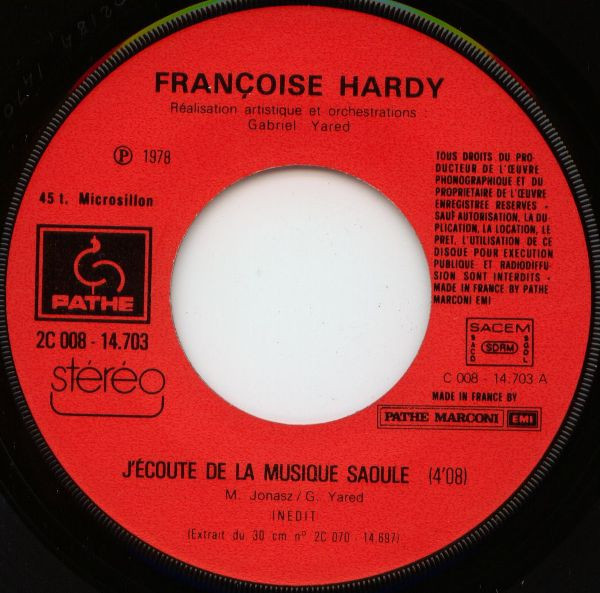 FRANÇOISE HARDY
Réalisation artistique et orchestrations :
Gabriel Yared
Ⓟ 1978
45 t. Microsillon
PATHE
2C 008 - 14.703
stéréo
TOUS DROITS DU PRO-
DUCTEUR DE L'ŒUVRE
PHONOGRAPHIQUE ET DU
PROPRIETAIRE DE L'ŒUVRE
ENREGISTREE RESERVES -
SAUF AUTORISATION, LA DU-
PLICATION, LA LOCATION, LE
PRET, L'UTILISATION DE CE
DISQUE POUR EXECUTION
PUBLIQUE ET RADIODIFFU-
SION SONT INTERDITS -
MADE IN FRANCE BY PATHE
MARCONI EMI
SACEM
SACD SDRM SGDL
C 008 - 14.703 A
MADE IN FRANCE BY
PATHE MARCONI EMI
J'ÉCOUTE DE LA MUSIQUE SAOULE (4'08)
M. Jonasz / G. Yared
INEDIT
(Extrait du 30 cm n° 2C 070 - 14.697)